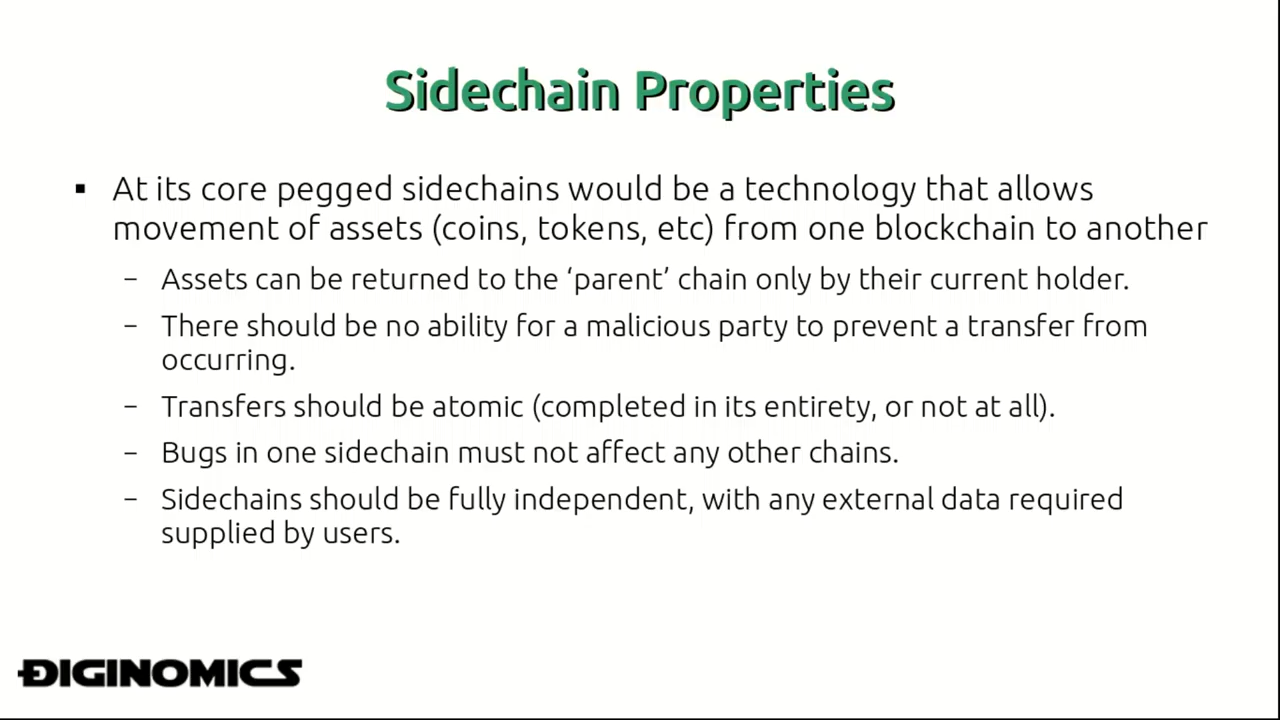 Sidechain Properties
▪ At its core pegged sidechains would be a technology that allows
movement of assets (coins, tokens, etc) from one blockchain to another
– Assets can be returned to the ‘parent’ chain only by their current holder.
– There should be no ability for a malicious party to prevent a transfer from
occurring.
– Transfers should be atomic (completed in its entirety, or not at all).
– Bugs in one sidechain must not affect any other chains.
– Sidechains should be fully independent, with any external data required
supplied by users.
DIGINOMICS